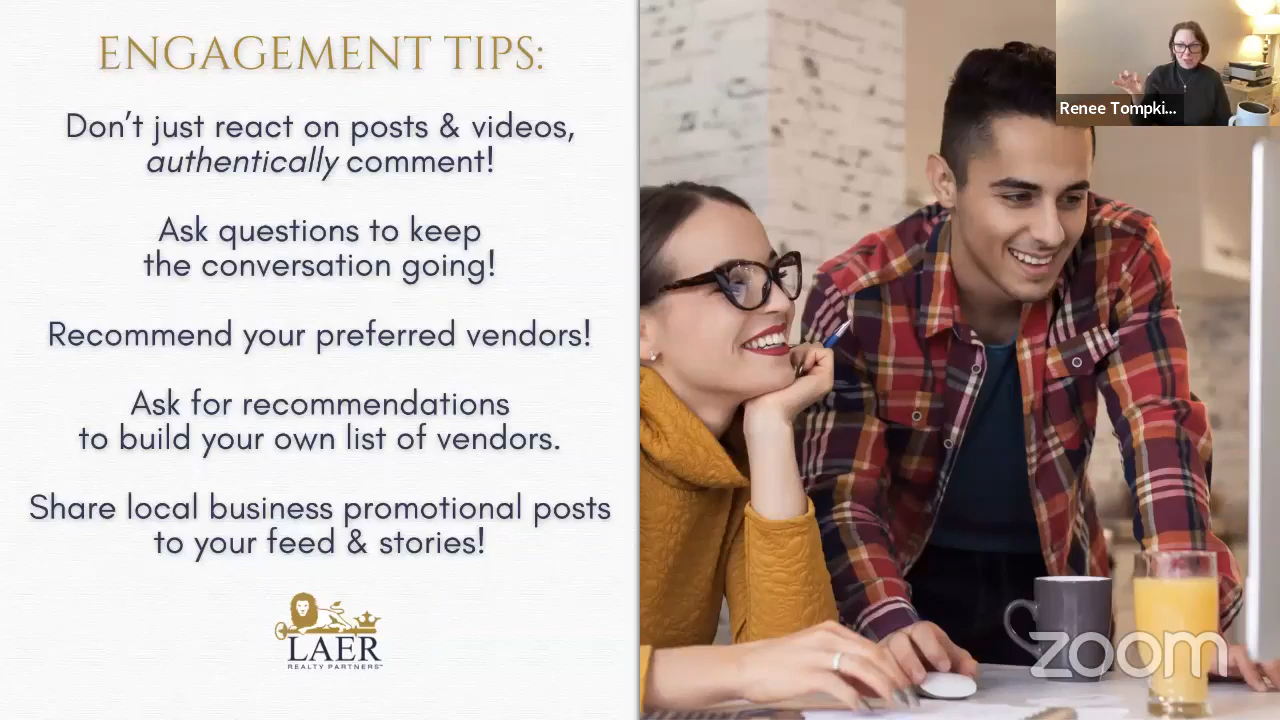 ENGAGEMENT TIPS:
Don't just react on posts & videos,
authentically comment!
Ask questions to keep
the conversation going!
Recommend your preferred vendors!
Ask for recommendations
to build your own list of vendors.
Share local business promotional posts
to your feed & stories!
LAER
REALTY PARTNERS™
Renee Tompki...
zoom